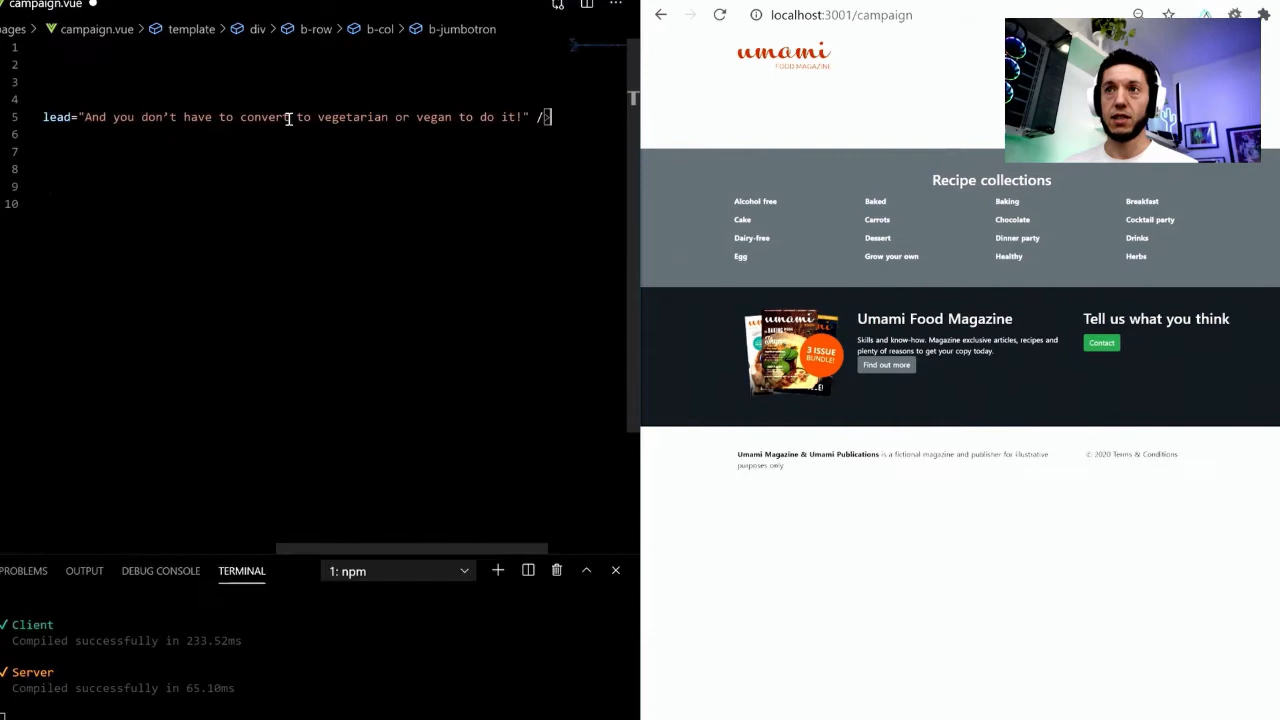 campaign.vue
pages > campaign.vue > template > div > b-row > b-col > b-jumbotron
1
2
3
4
5 lead="And you don't have to convert to vegetarian or vegan to do it!" />
6
7
8
9
10
PROBLEMS OUTPUT DEBUG CONSOLE TERMINAL 1: npm
✓ Client
Compiled successfully in 233.52ms
✓ Server
Compiled successfully in 65.10ms
localhost:3001/campaign
umami
FOOD MAGAZINE
Recipe collections
Alcohol free Baked Baking Breakfast
Cake Carrots Chocolate Cocktail party
Dairy-free Dessert Dinner party Drinks
Egg Grow your own Healthy Herbs
umami
3 ISSUE
BUNDLE!
Umami Food Magazine
Skills and know-how. Magazine exclusive articles, recipes and
plenty of reasons to get your copy today.
Find out more
Tell us what you think
Contact
Umami Magazine & Umami Publications is a fictional magazine and publisher for illustrative
purposes only
© 2020 Terms & Conditions